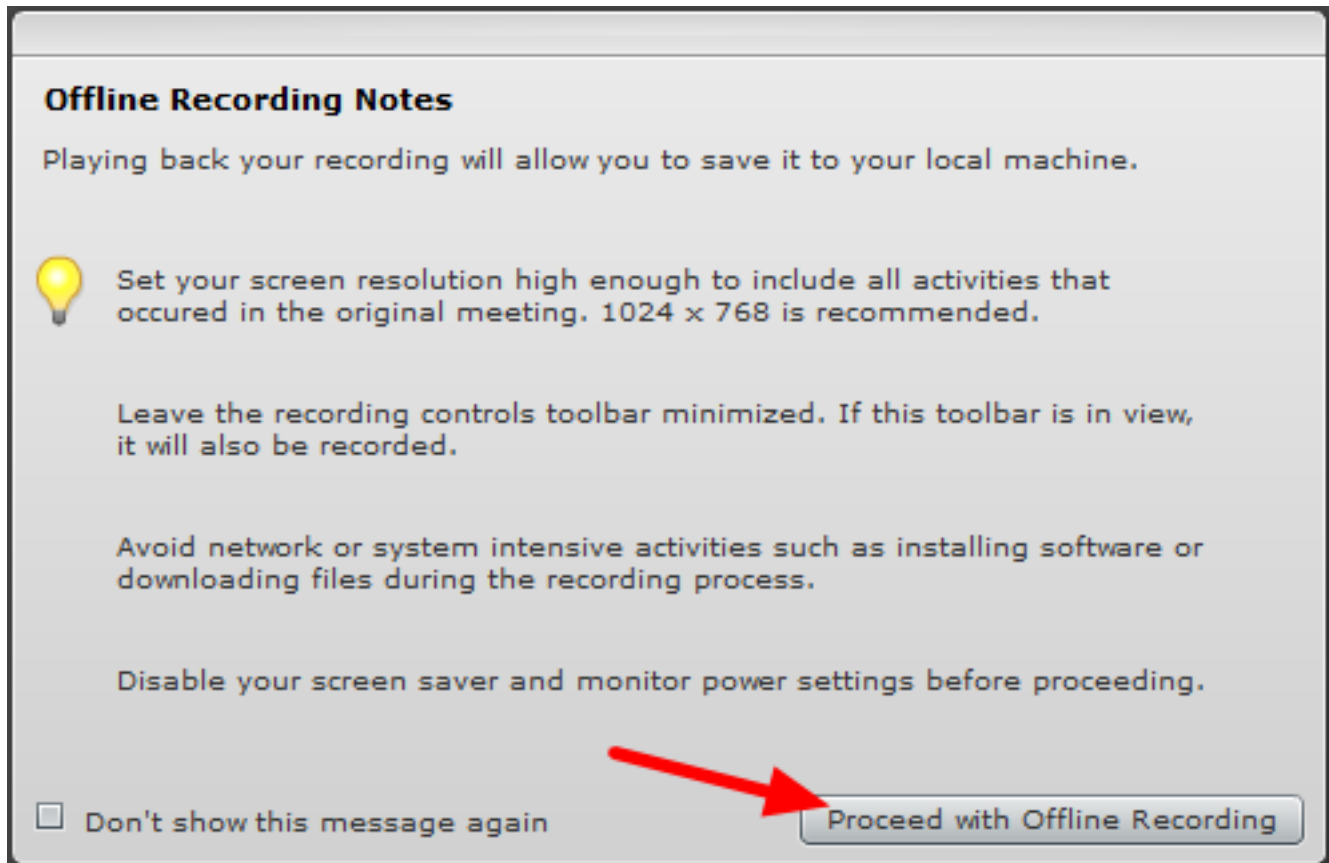 Offline Recording Notes
Playing back your recording will allow you to save it to your local machine.
Set your screen resolution high enough to include all activities that
occured in the original meeting. 1024 x 768 is recommended.
Leave the recording controls toolbar minimized. If this toolbar is in view,
it will also be recorded.
Avoid network or system intensive activities such as installing software or
downloading files during the recording process.
Disable your screen saver and monitor power settings before proceeding.
Don't show this message again
Proceed with Offline Recording